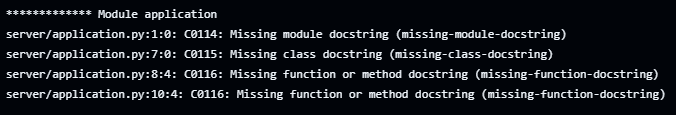 ************* Module application
server/application.py:1:0: C0114: Missing module docstring (missing-module-docstring)
server/application.py:7:0: C0115: Missing class docstring (missing-class-docstring)
server/application.py:8:4: C0116: Missing function or method docstring (missing-function-docstring)
server/application.py:10:4: C0116: Missing function or method docstring (missing-function-docstring)